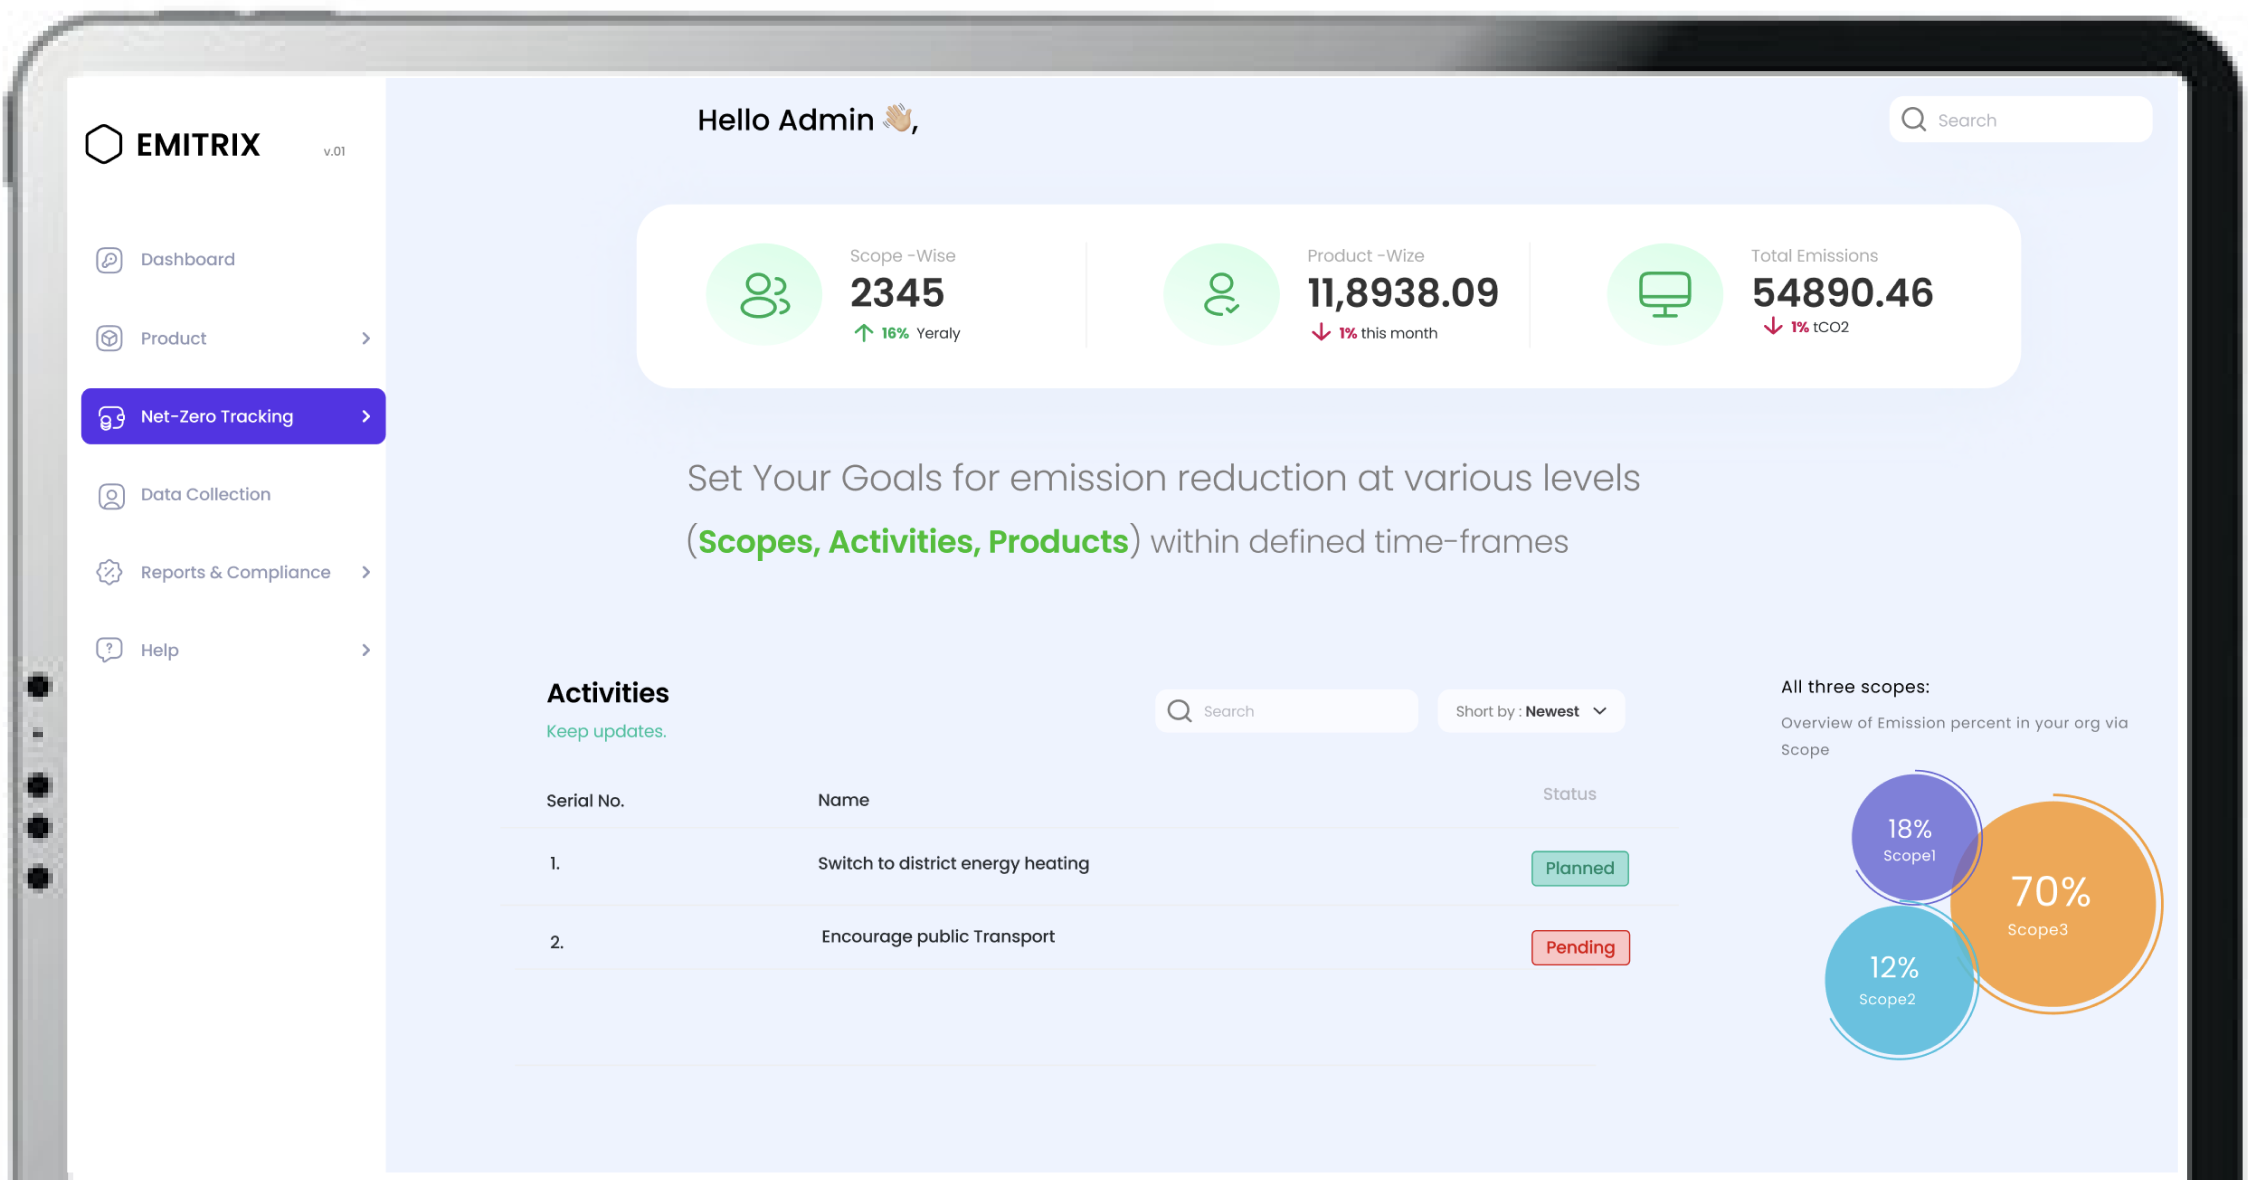 EMITRIX v.01
Dashboard
Product
Net-Zero Tracking
Data Collection
Reports & Compliance
Help
Hello Admin 👋🏼,
Search
Scope -Wise
2345
16% Yeraly
Product -Wize
11,8938.09
1% this month
Total Emissions
54890.46
1% tCO2
Set Your Goals for emission reduction at various levels
(Scopes, Activities, Products) within defined time-frames
Activities
Keep updates.
Search
Short by : Newest
Serial No. Name Status
1. Switch to district energy heating Planned
2. Encourage public Transport Pending
All three scopes:
Overview of Emission percent in your org via
Scope
18%
Scope1
70%
Scope3
12%
Scope2